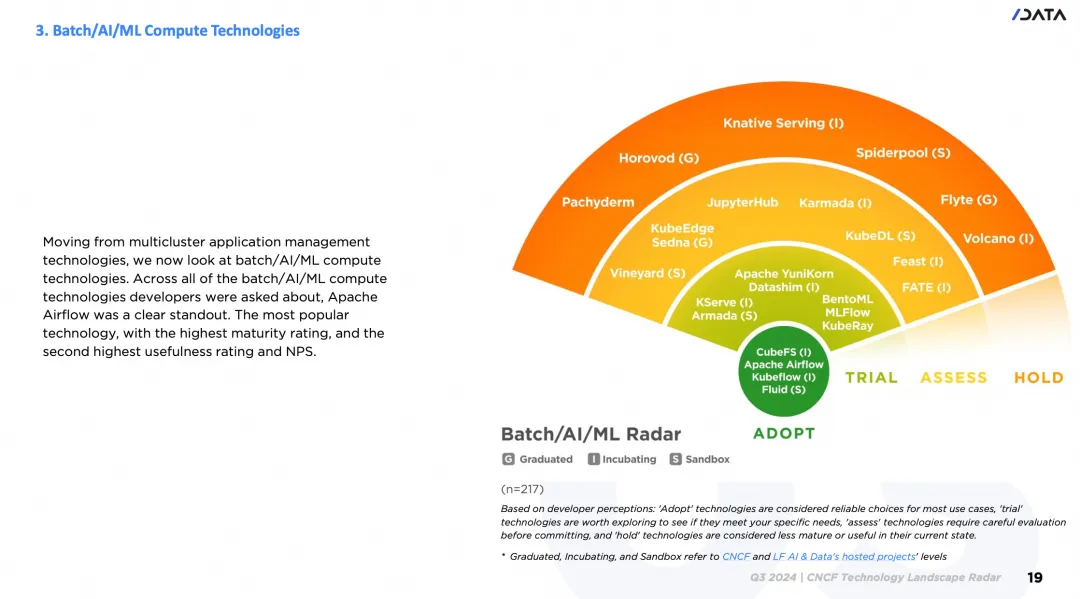 3. Batch/AI/ML Compute Technologies
/DATA
Moving from multicluster application management
technologies, we now look at batch/AI/ML compute
technologies. Across all of the batch/AI/ML compute
technologies developers were asked about, Apache
Airflow was a clear standout. The most popular
technology, with the highest maturity rating, and the
second highest usefulness rating and NPS.
Knative Serving (I)
Horovod (G)
Spiderpool (S)
Pachyderm
Flyte (G)
Volcano (I)
JupyterHub
Karmada (I)
KubeEdge
Sedna (G)
KubeDL (S)
Vineyard (S)
Feast (I)
FATE (I)
Apache YuniKorn
Datashim (I)
KServe (I)
Armada (S)
BentoML
MLFlow
KubeRay
CubeFS (I)
Apache Airflow
Kubeflow (I)
Fluid (S)
TRIAL
ASSESS
HOLD
ADOPT
Batch/AI/ML Radar
G Graduated I Incubating S Sandbox
(n=217)
Based on developer perceptions: 'Adopt' technologies are considered reliable choices for most use cases, 'trial'
technologies are worth exploring to see if they meet your specific needs, 'assess' technologies require careful evaluation
before committing, and 'hold' technologies are considered less mature or useful in their current state.
* Graduated, Incubating, and Sandbox refer to CNCF and LF AI & Data's hosted projects' levels
Q3 2024 | CNCF Technology Landscape Radar
19